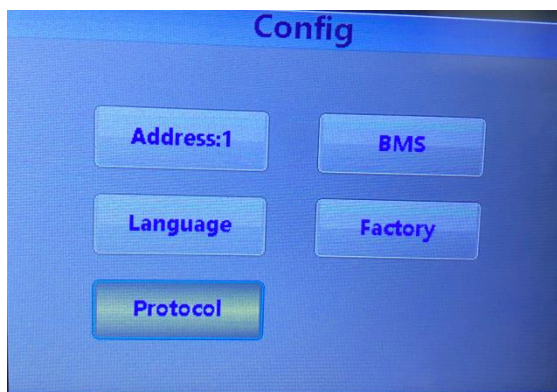 Config
Address:1
BMS
Language
Factory
Protocol